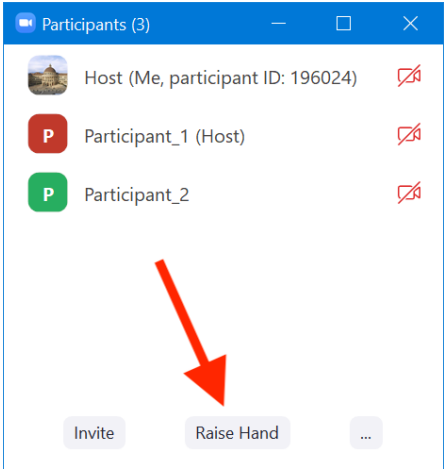 Participants (3)
Host (Me, participant ID: 196024)
P Participant_1 (Host)
P Participant_2
Invite Raise Hand ...